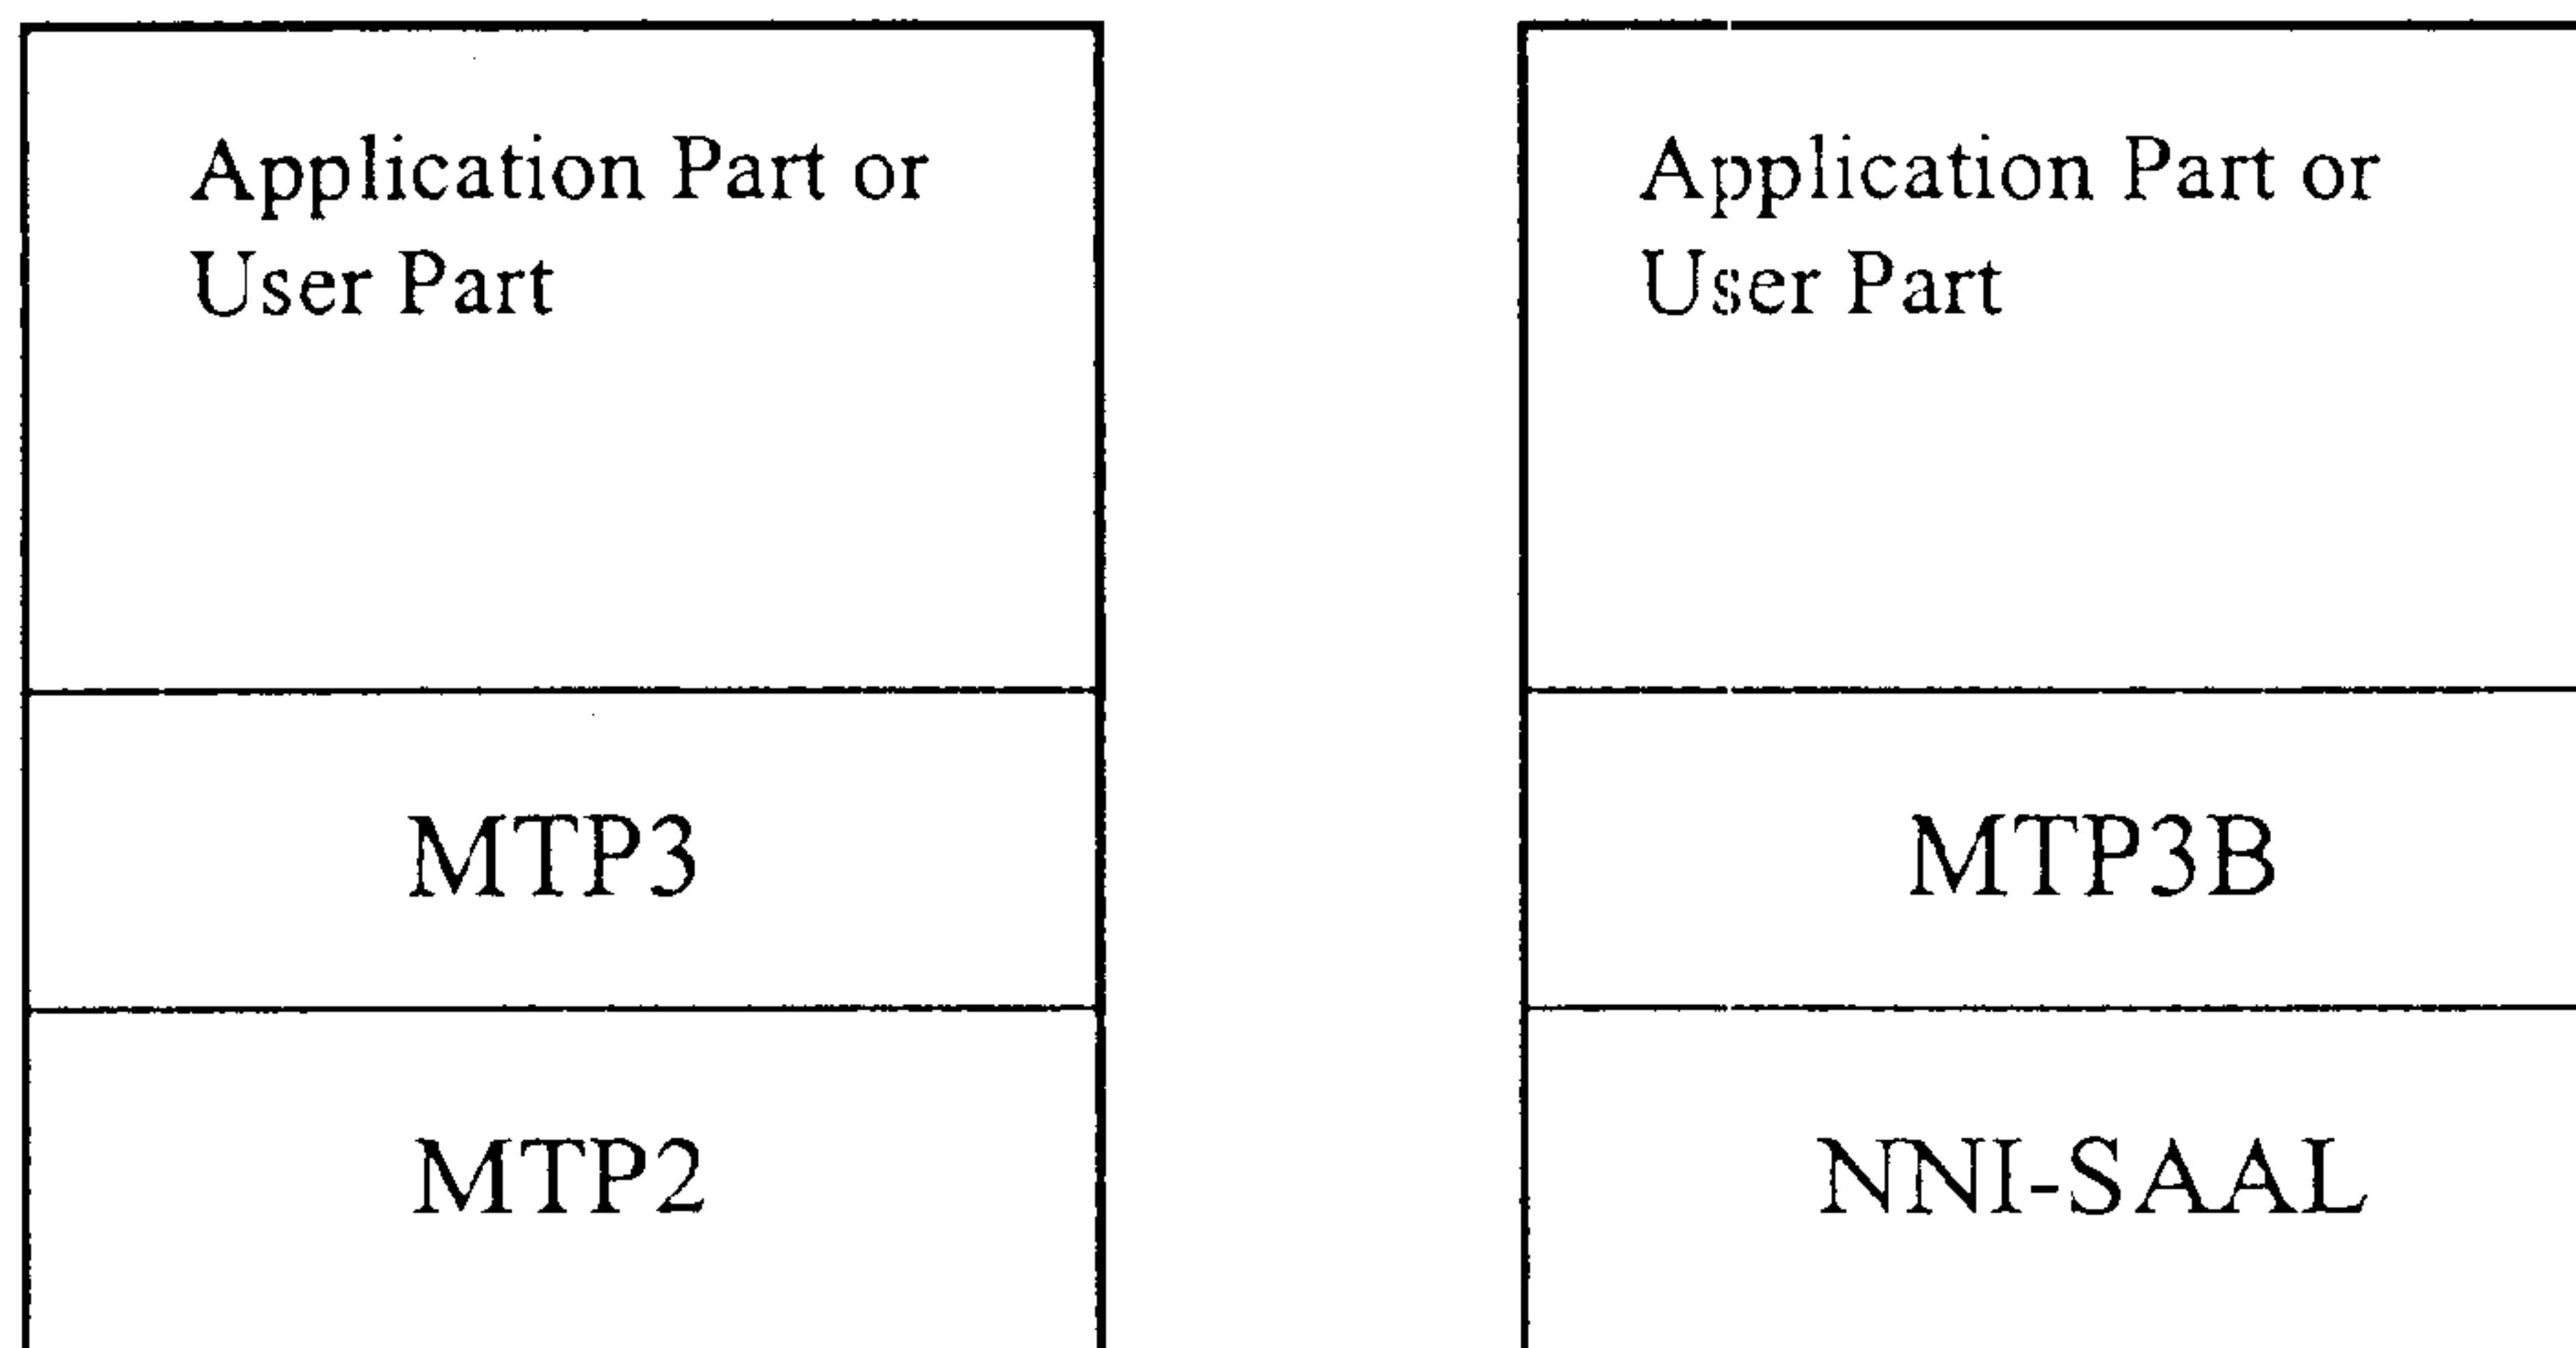 Application Part or
User Part
MTP3
MTP2
Application Part or
User Part
MTP3B
NNI-SAAL